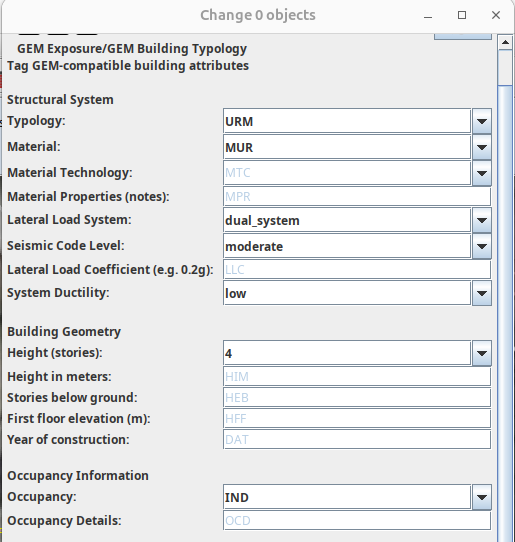 Change 0 objects
GEM Exposure/GEM Building Typology
Tag GEM-compatible building attributes
Structural System
Typology: URM
Material: MUR
Material Technology: MTC
Material Properties (notes): MPR
Lateral Load System: dual_system
Seismic Code Level: moderate
Lateral Load Coefficient (e.g. 0.2g): LLC
System Ductility: low
Building Geometry
Height (stories): 4
Height in meters: HIM
Stories below ground: HEB
First floor elevation (m): HFF
Year of construction: DAT
Occupancy Information
Occupancy: IND
Occupancy Details: OCD